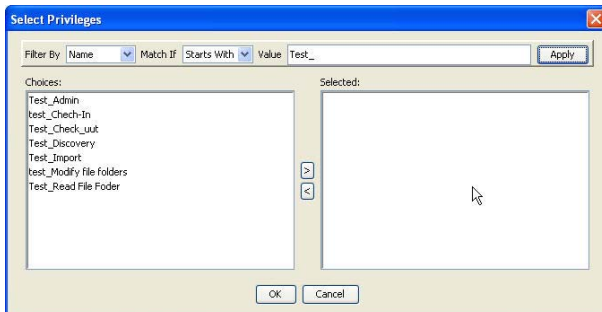 Select Privileges
Filter By Name Match If Starts With Value Test_ Apply
Choices: Selected:
Test_Admin
test_Chech-In
Test_Check_uut
Test_Discovery
Test_Import
test_Modify file folders
Test_Read File Foder
>
<
OK Cancel